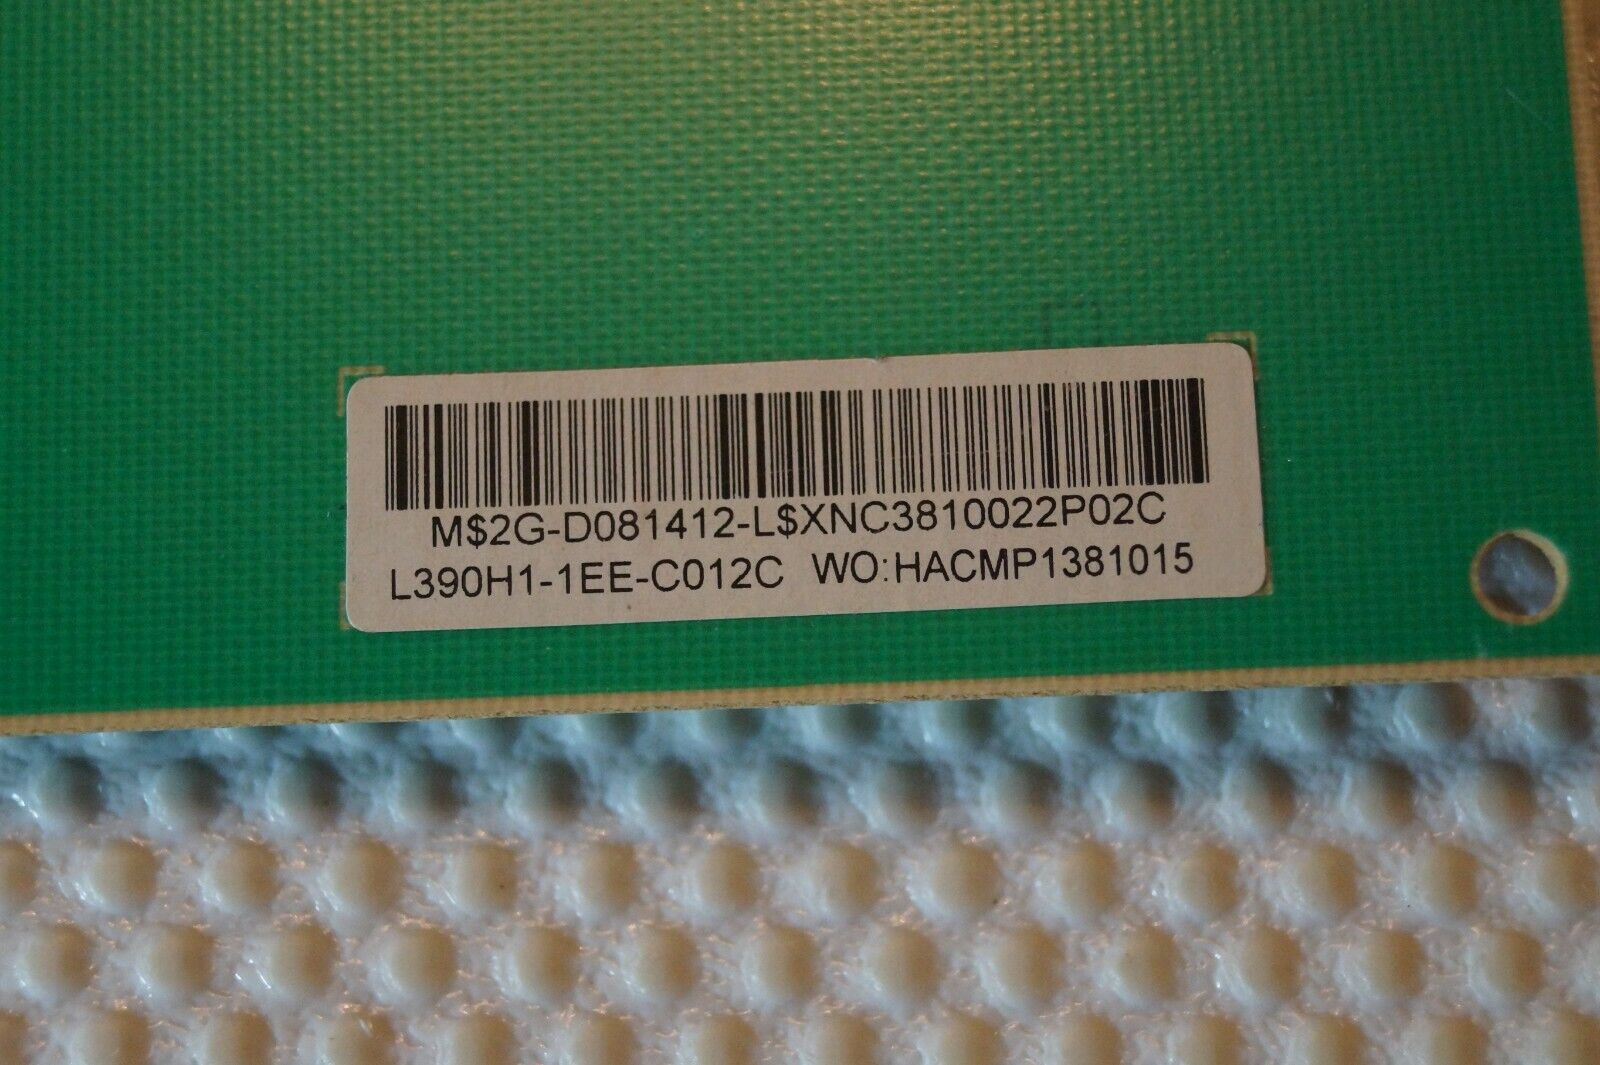 M$2G-D081412-L$XNC3810022P02C
L390H1-1EE-C012C WO:HACMP1381015